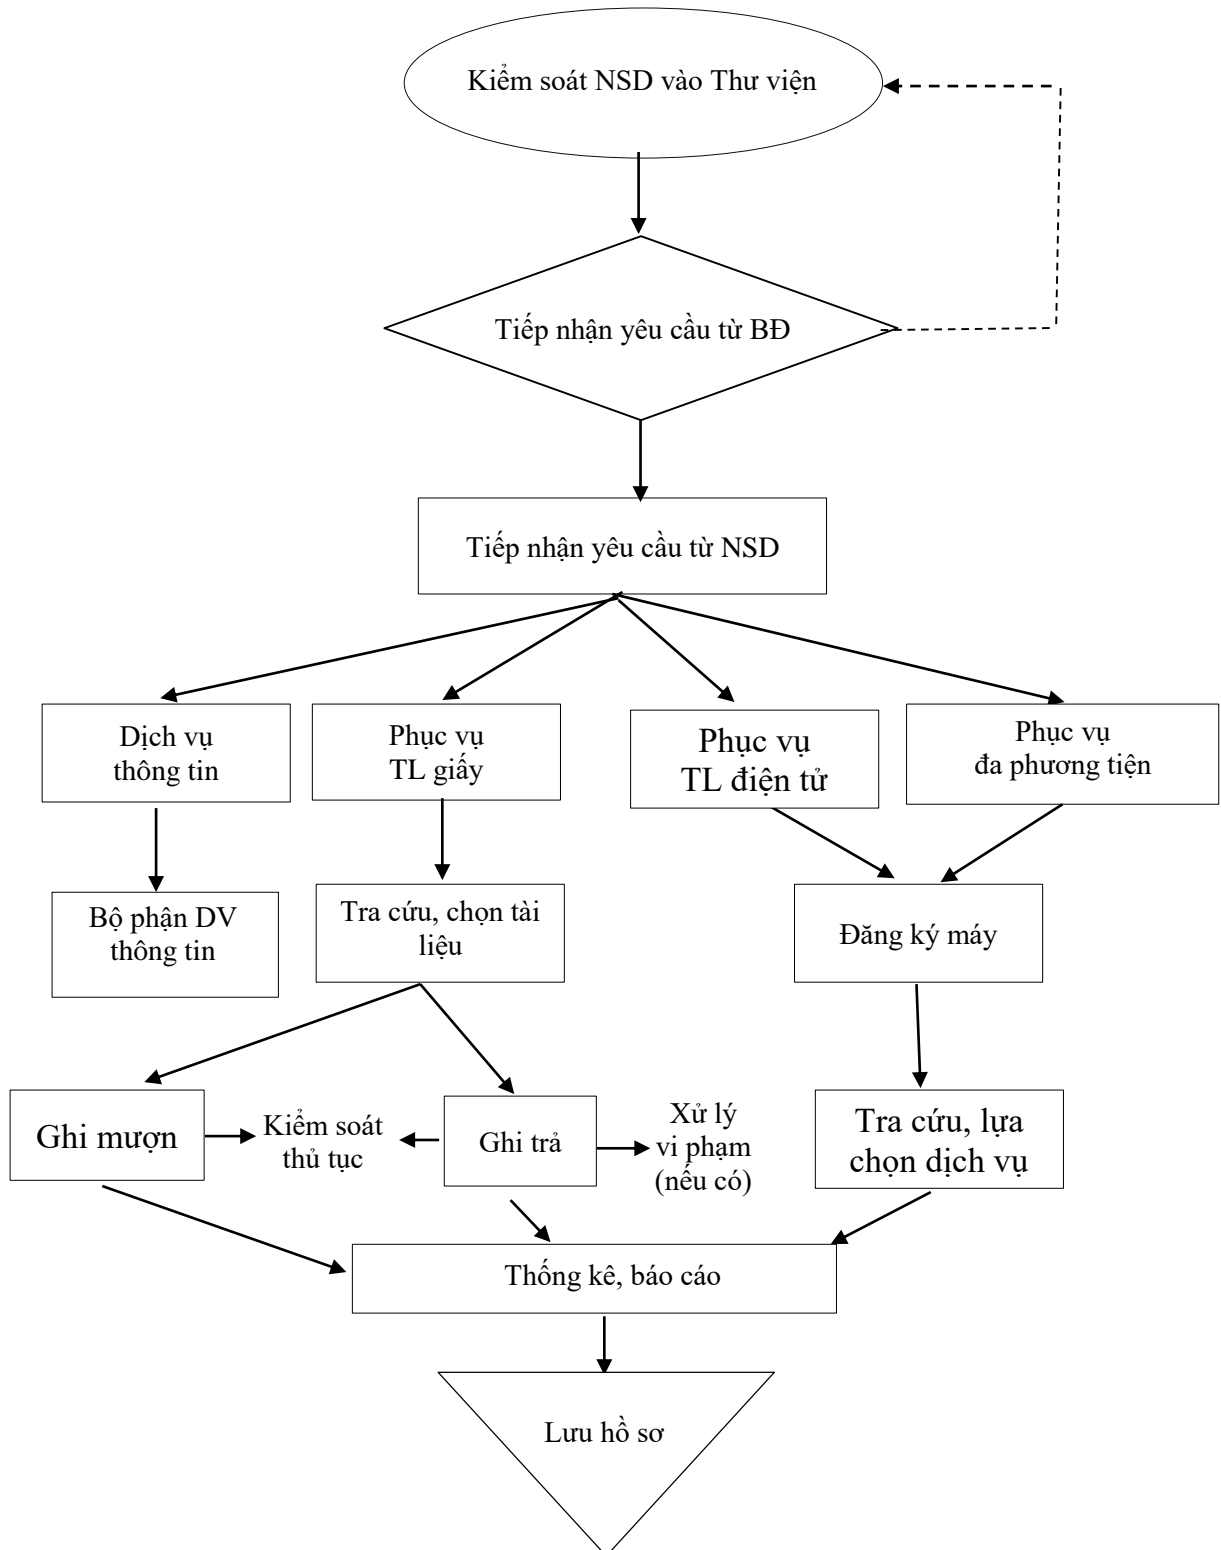 Kiểm soát NSD vào Thư viện
Tiếp nhận yêu cầu từ BĐ
Tiếp nhận yêu cầu từ NSD
Dịch vụ
thông tin
Phục vụ
TL giấy
Phục vụ
TL điện tử
Phục vụ
đa phương tiện
Bộ phận DV
thông tin
Tra cứu, chọn tài
liệu
Đăng ký máy
Ghi mượn
Kiểm soát
thủ tục
Ghi trả
Xử lý
vi phạm
(nếu có)
Tra cứu, lựa
chọn dịch vụ
Thống kê, báo cáo
Lưu hồ sơ